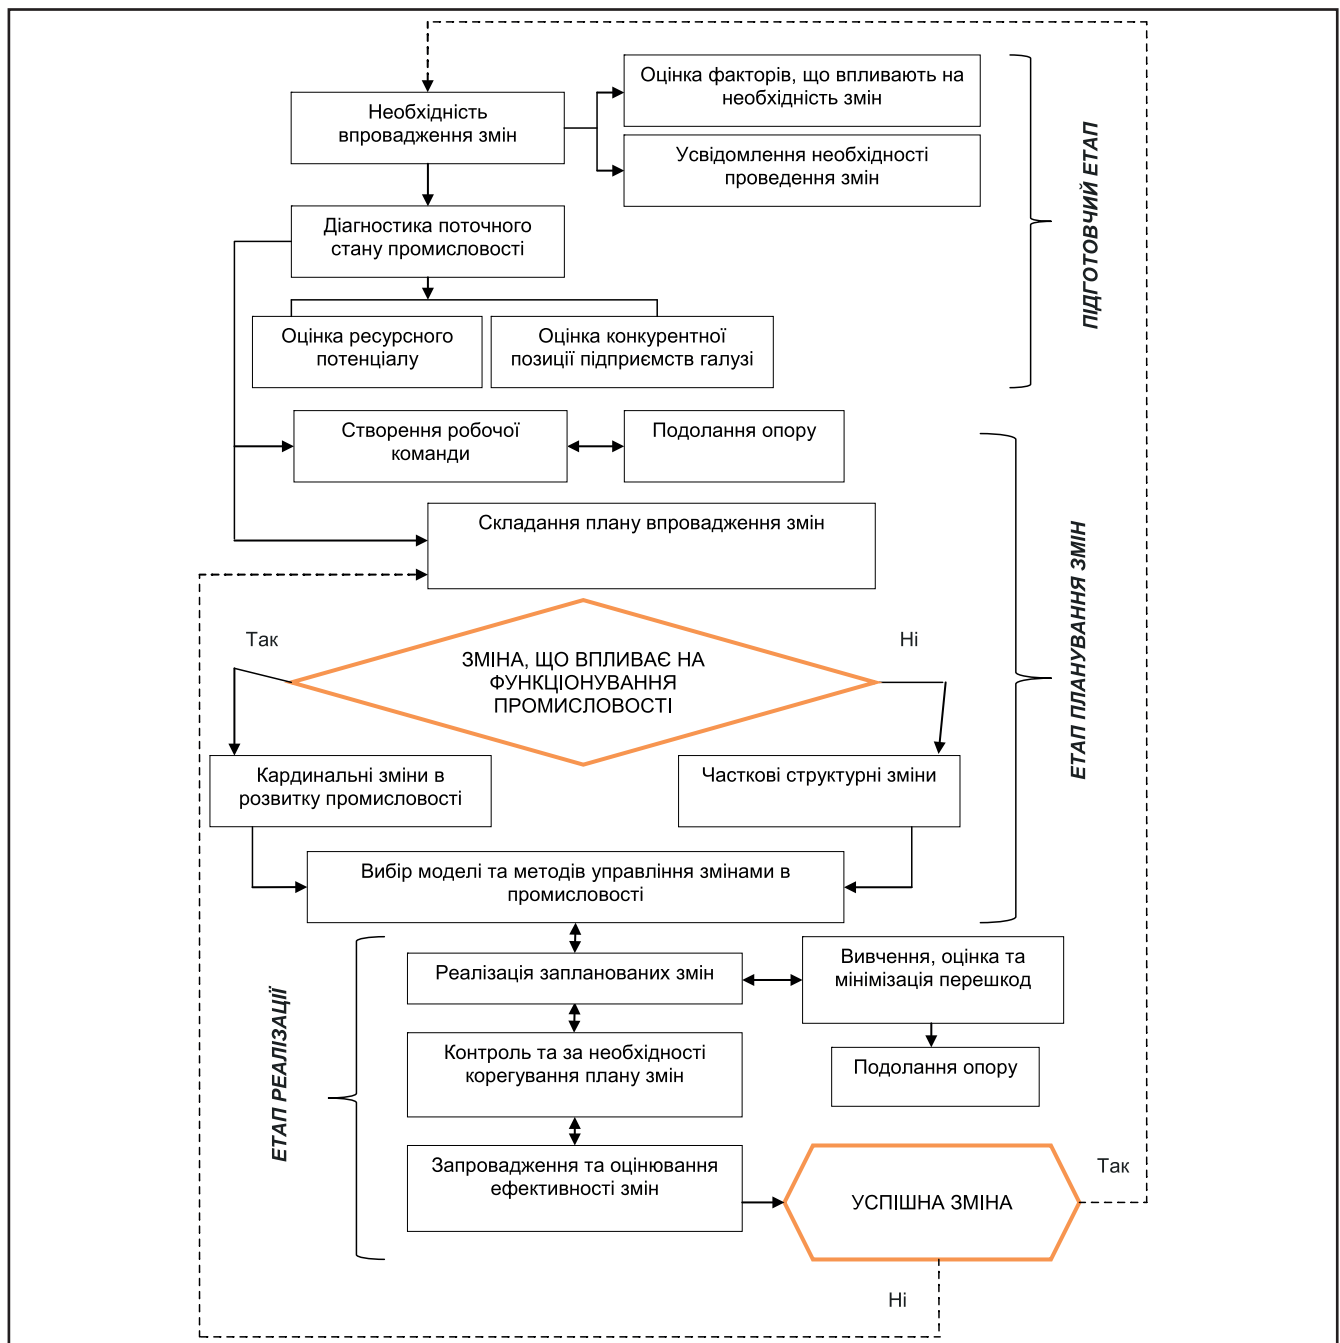 Необхідність
впровадження змін
Оцінка факторів, що впливають на
необхідність змін
Усвідомлення необхідності
проведення змін
Діагностика поточного
стану промисловості
Оцінка ресурсного
потенціалу
Оцінка конкурентної
позиції підприємств галузі
ПІДГОТОВЧИЙ ЕТАП
Створення робочої
команди
Подолання опору
Складання плану впровадження змін
Так
Ні
ЗМІНА, ЩО ВПЛИВАЄ НА
ФУНКЦІОНУВАННЯ
ПРОМИСЛОВОСТІ
Кардинальні зміни в
розвитку промисловості
Часткові структурні зміни
Вибір моделі та методів управління змінами в
промисловості
ЕТАП ПЛАНУВАННЯ ЗМІН
Реалізація запланованих змін
Вивчення, оцінка та
мінімізація перешкод
Контроль та за необхідності
корегування плану змін
Подолання опору
Запровадження та оцінювання
ефективності змін
ЕТАП РЕАЛІЗАЦІЇ
УСПІШНА ЗМІНА
Так
Ні